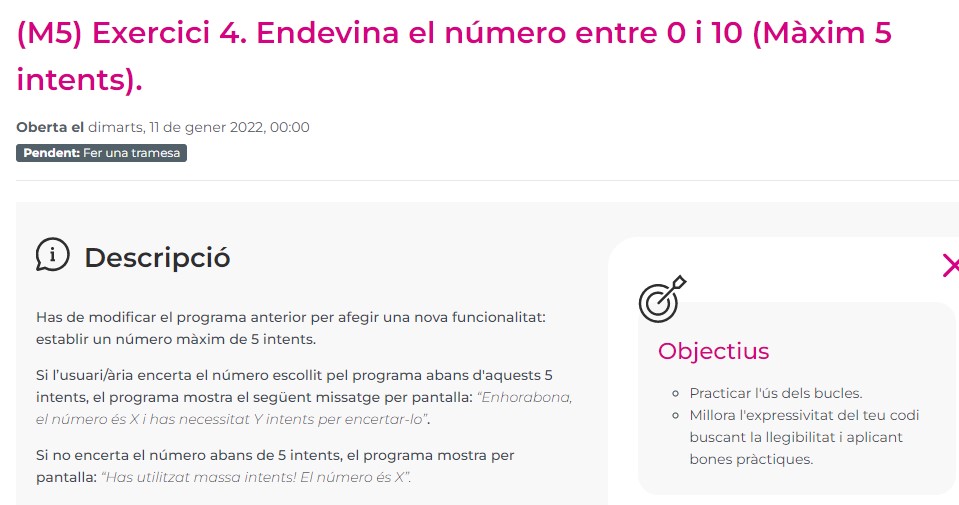 (M5) Exercici 4. Endevina el número entre 0 i 10 (Màxim 5
intents).
Oberta el dimarts, 11 de gener 2022, 00:00
Pendent: Fer una tramesa
Descripció
Has de modificar el programa anterior per afegir una nova funcionalitat:
establir un número màxim de 5 intents.
Si l’usuari/ària encerta el número escollit pel programa abans d'aquests 5
intents, el programa mostra el següent missatge per pantalla: “Enhorabona,
el número és X i has necessitat Y intents per encertar-lo”.
Si no encerta el número abans de 5 intents, el programa mostra per
pantalla: “Has utilitzat massa intents! El número és X”.
Objectius
Practicar l'ús dels bucles.
Millora l'expressivitat del teu codi
buscant la llegibilitat i aplicant
bones pràctiques.